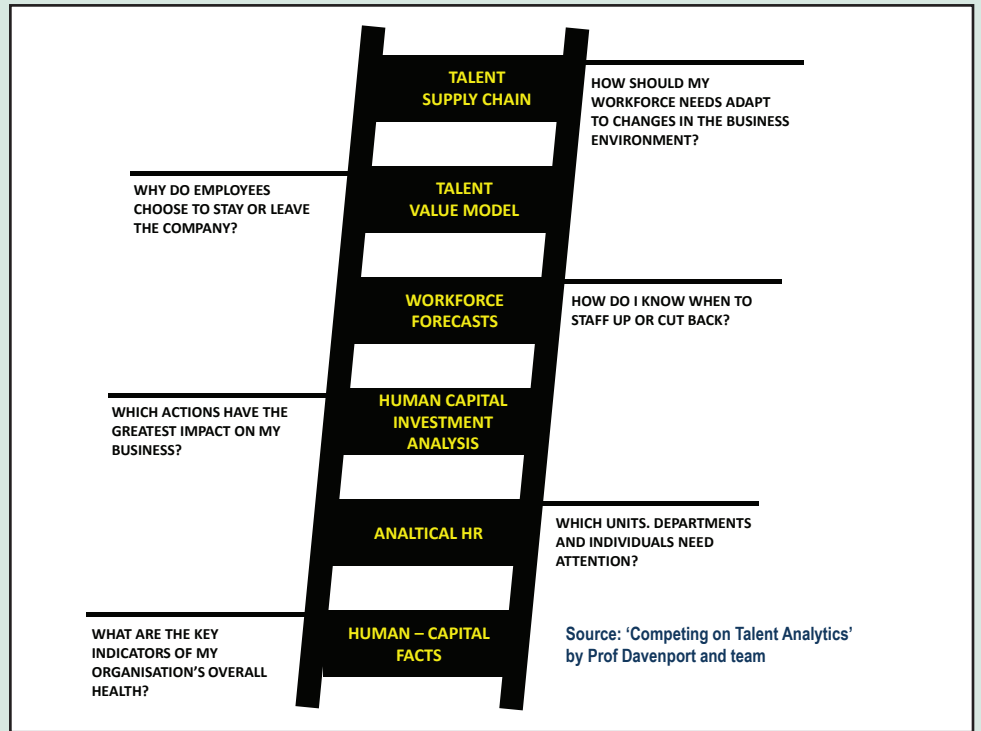 TALENT
SUPPLY CHAIN
HOW SHOULD MY
WORKFORCE NEEDS ADAPT
TO CHANGES IN THE BUSINESS
ENVIRONMENT?
WHY DO EMPLOYEES
CHOOSE TO STAY OR LEAVE
THE COMPANY?
TALENT
VALUE MODEL
WORKFORCE
FORECASTS
HOW DO I KNOW WHEN TO
STAFF UP OR CUT BACK?
WHICH ACTIONS HAVE THE
GREATEST IMPACT ON MY
BUSINESS?
HUMAN CAPITAL
INVESTMENT
ANALYSIS
ANALTICAL HR
WHICH UNITS. DEPARTMENTS
AND INDIVIDUALS NEED
ATTENTION?
WHAT ARE THE KEY
INDICATORS OF MY
ORGANISATION'S OVERALL
HEALTH?
HUMAN – CAPITAL
FACTS
Source: 'Competing on Talent Analytics'
by Prof Davenport and team